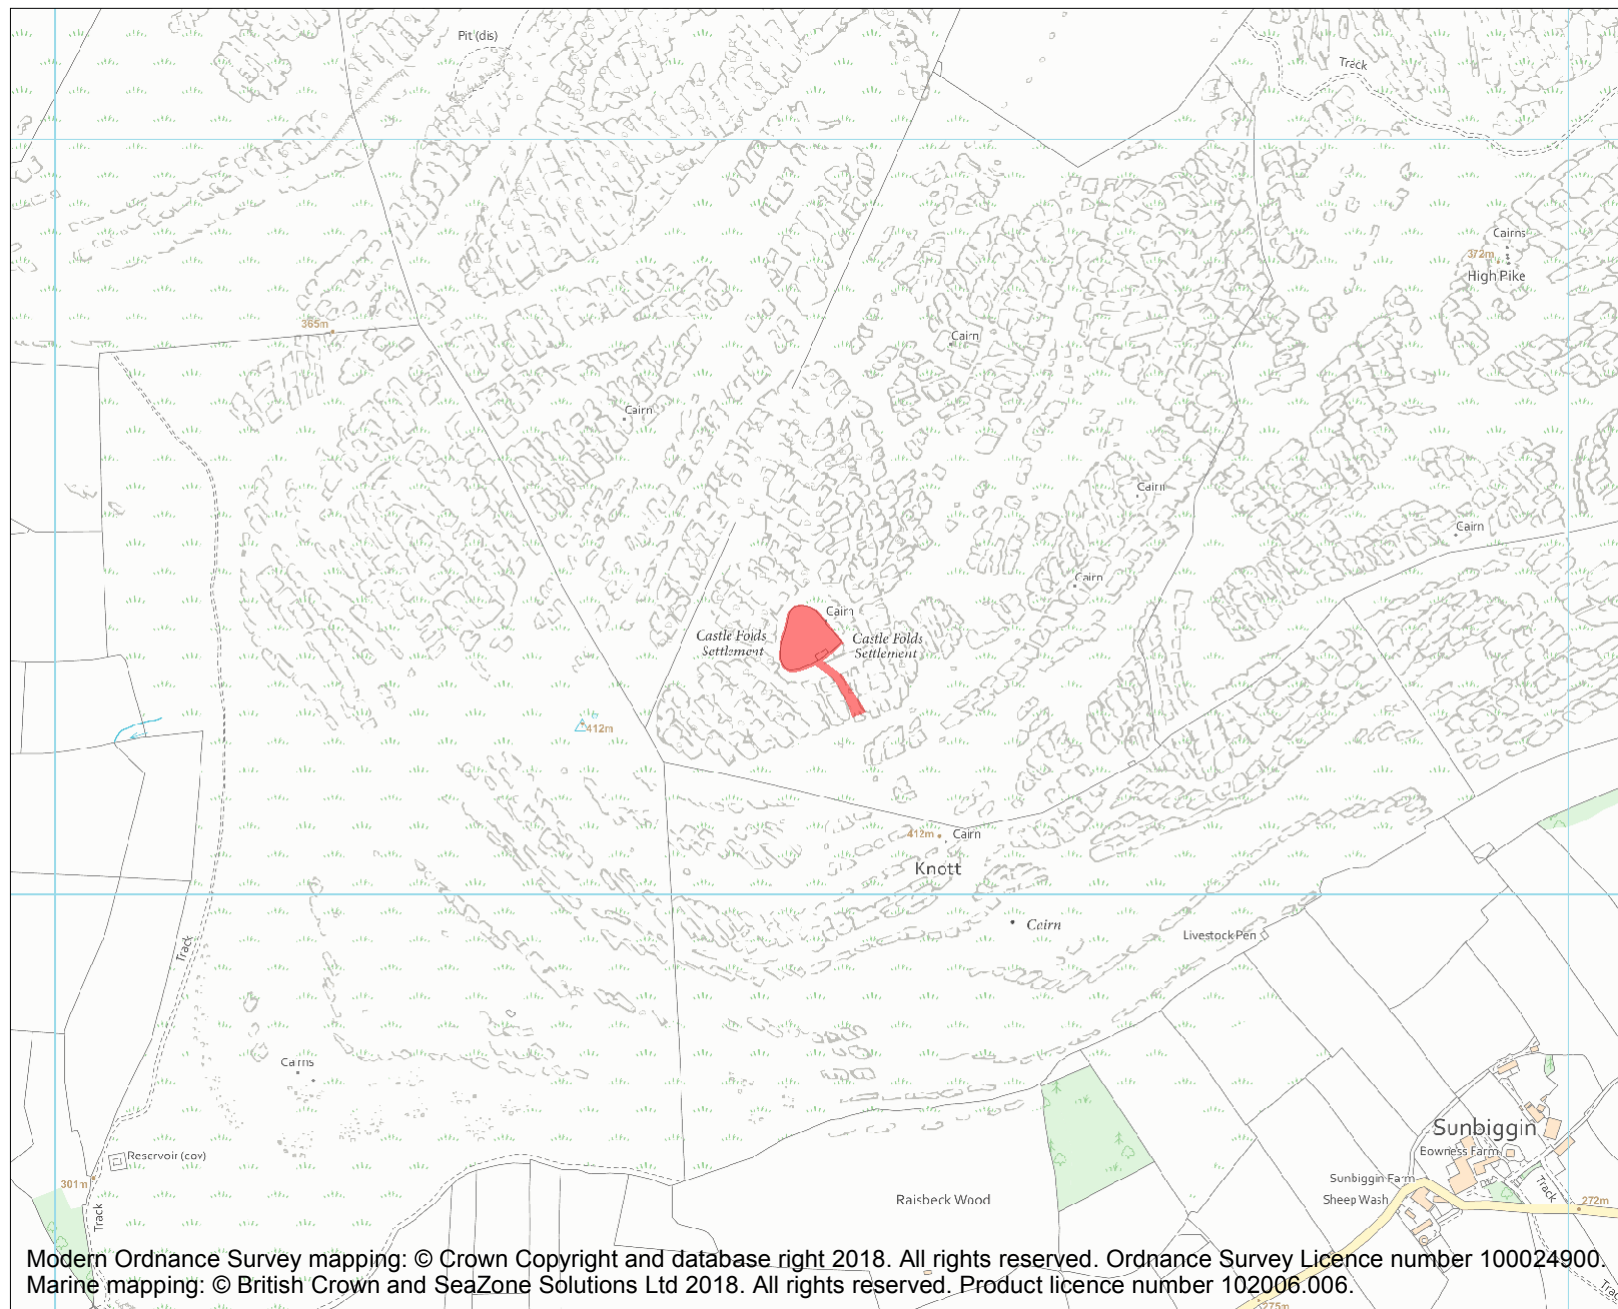 Pit (dis)
Track
Cairns
372m
High Pike
365m
Cairn
Cairn
Cairn
Cairn
Cairn
Cairn
Castle Folds
Settlement
Castle Folds
Settlement
412m
412m
Cairn
Knott
Cairn
Livestock Pen
Track
Cairns
Sunbiggin
Eowness Farm
Reservoir (cov)
301m
Sunbiggin Farm
Sheep Wash
Track
272m
Raisbeck Wood
Track
Modern Ordnance Survey mapping: © Crown Copyright and database right 2018. All rights reserved. Ordnance Survey Licence number 100024900.
Marine mapping: © British Crown and SeaZone Solutions Ltd 2018. All rights reserved. Product licence number 102006.006.
275m